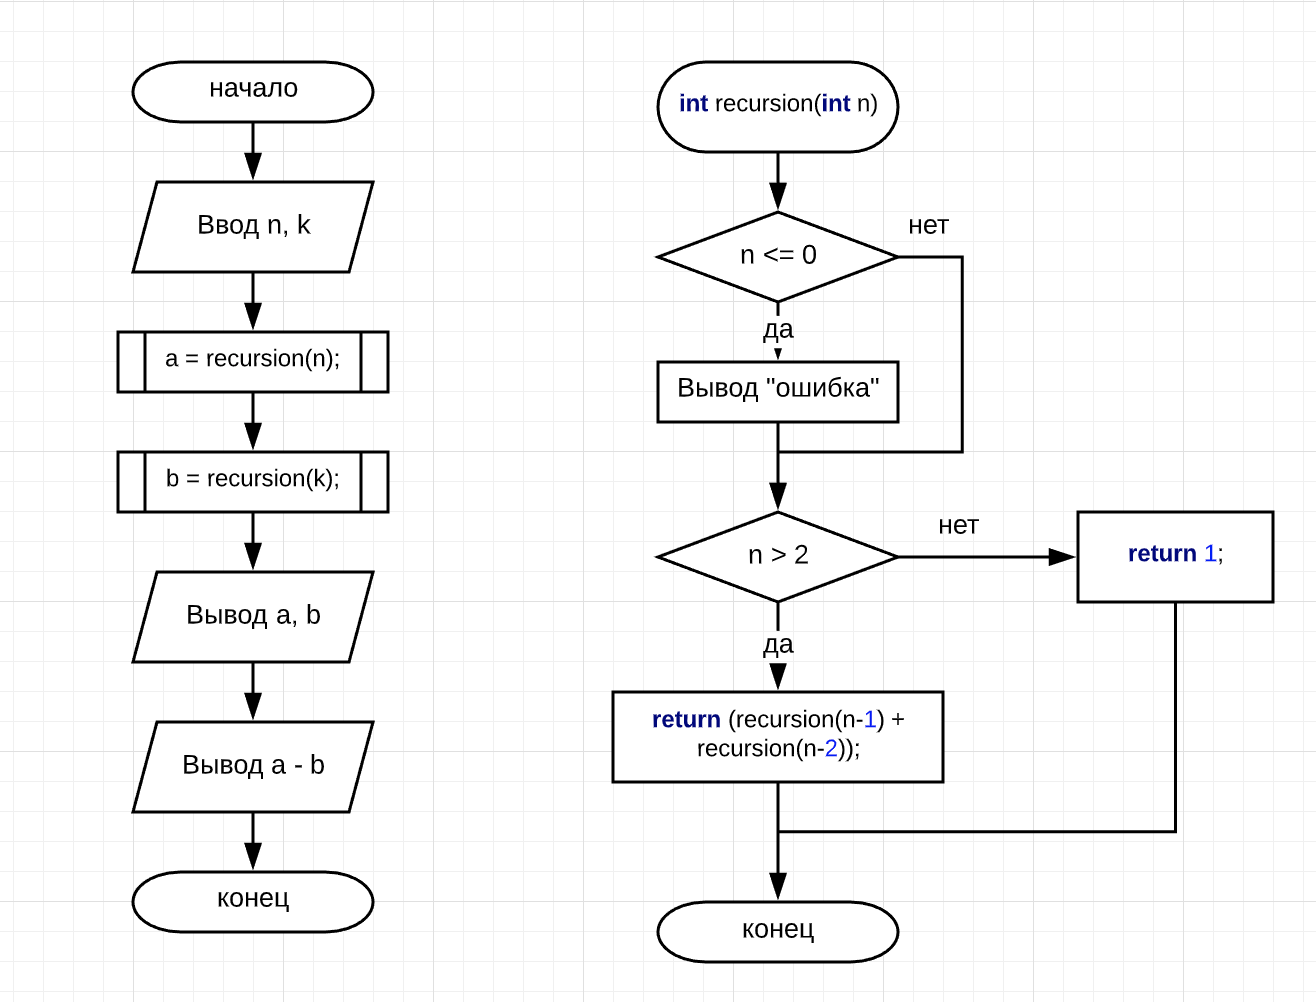 начало
Ввод n, k
a = recursion(n);
b = recursion(k);
Вывод a, b
Вывод a - b
конец
int recursion(int n)
n <= 0
нет
да
Вывод "ошибка"
n > 2
нет
return 1;
да
return (recursion(n-1) +
recursion(n-2));
конец